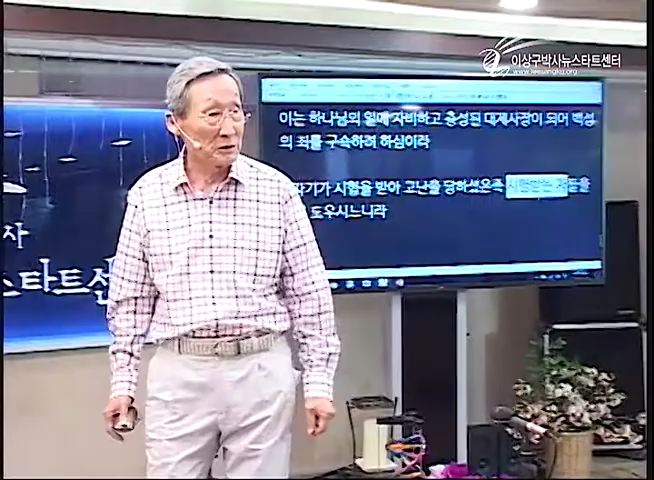 이상구박사뉴스타트센터
www.leesangku.org
이는 하나님의 일에 자비하고 충성된 대제사장이 되어 백성
의 죄를 구속하려 하심이라
자기가 시험을 받아 고난을 당하셨은즉 시험받는 자들을
도우시느니라
자
스타트센